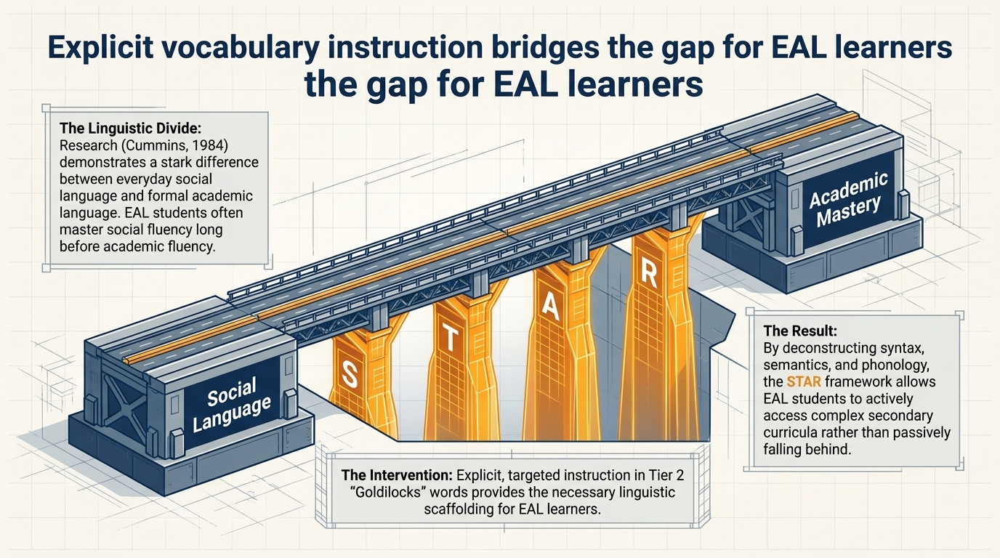 Explicit vocabulary instruction bridges the gap for EAL learners
the gap for EAL learners
The Linguistic Divide:
Research (Cummins, 1984)
demonstrates a stark difference
between everyday social
language and formal academic
language. EAL students often
master social fluency long
before academic fluency.
Academic
Mastery
S
T
A
R
Social
Language
The Result:
By deconstructing syntax,
semantics, and phonology,
the STAR framework allows
EAL students to actively
access complex secondary
curricula rather than passively
falling behind.
The Intervention: Explicit, targeted instruction in Tier 2
“Goldilocks” words provides the necessary linguistic
scaffolding for EAL learners.